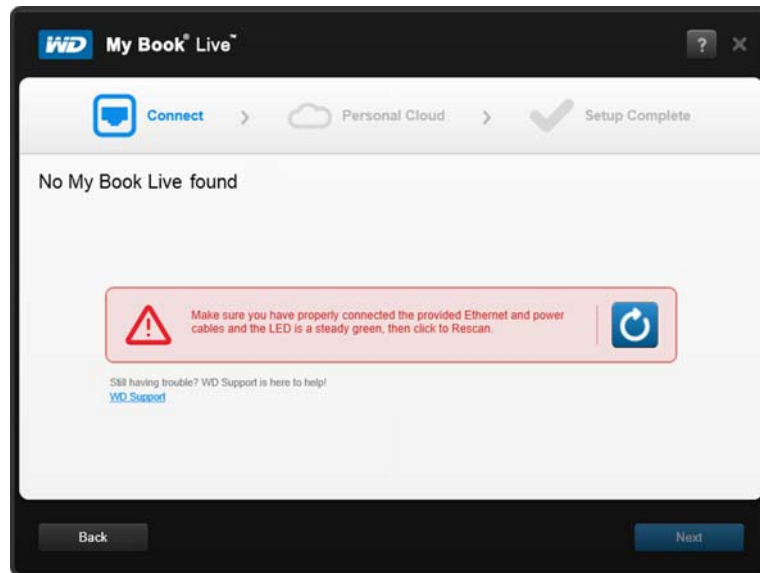 WD My Book® Live™ ?
Connect Personal Cloud Setup Complete
No My Book Live found
Make sure you have properly connected the provided Ethernet and power
cables and the LED is a steady green, then click to Rescan.
Still having trouble? WD Support is here to help!
WD Support
Back Next